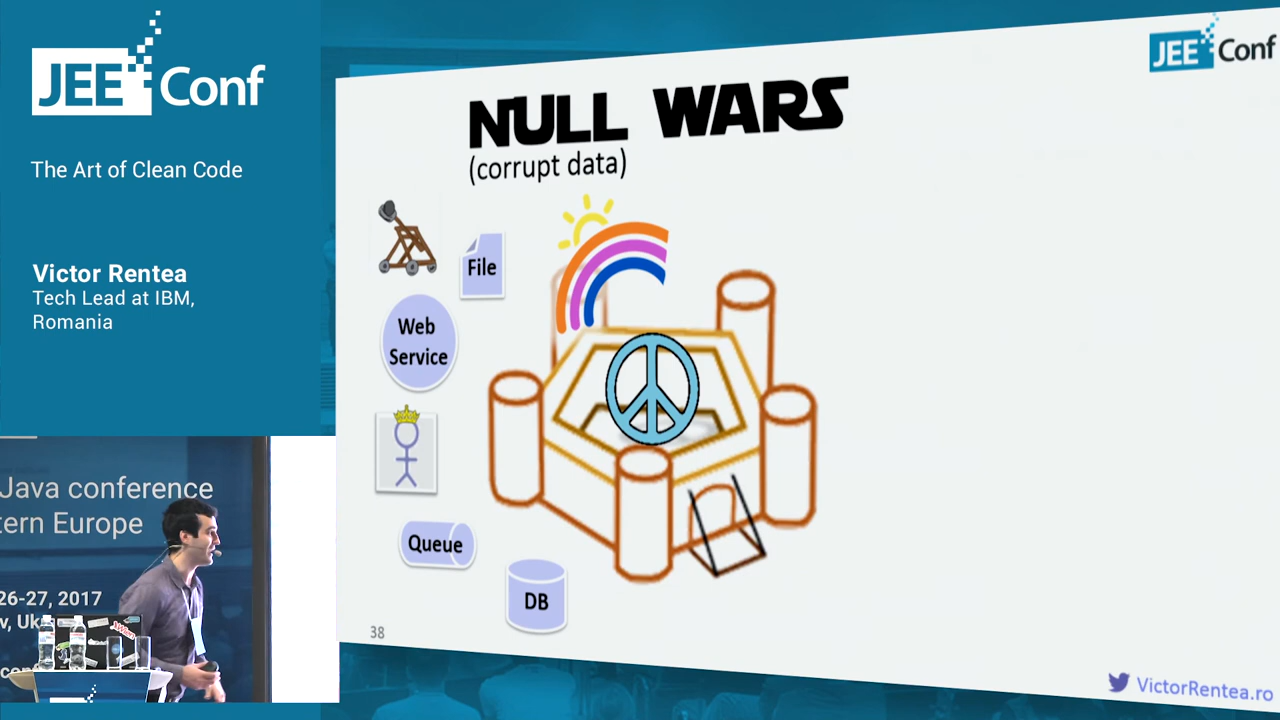 JEE Conf
The Art of Clean Code
Victor Rentea
Tech Lead at IBM,
Romania
Java conference
tern Europe
26-27, 2017
JEE
JEE Conf
NULL WARS
(corrupt data)
File
Web
Service
Queue
DB
38
VictorRentea.ro